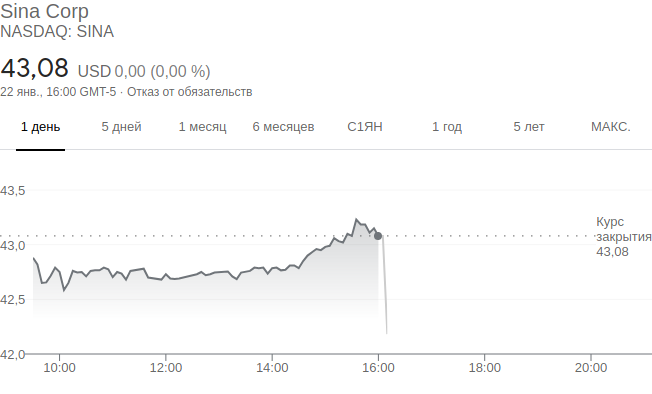 Sina Corp
NASDAQ: SINA
43,08 USD 0,00 (0,00 %)
22 янв., 16:00 GMT-5 · Отказ от обязательств
1 день 5 дней 1 месяц 6 месяцев С1ЯН 1 год 5 лет МАКС.
43,5
Курс
закрытия
43,08
43,0
42,5
42,0
10:00 12:00 14:00 16:00 18:00 20:00